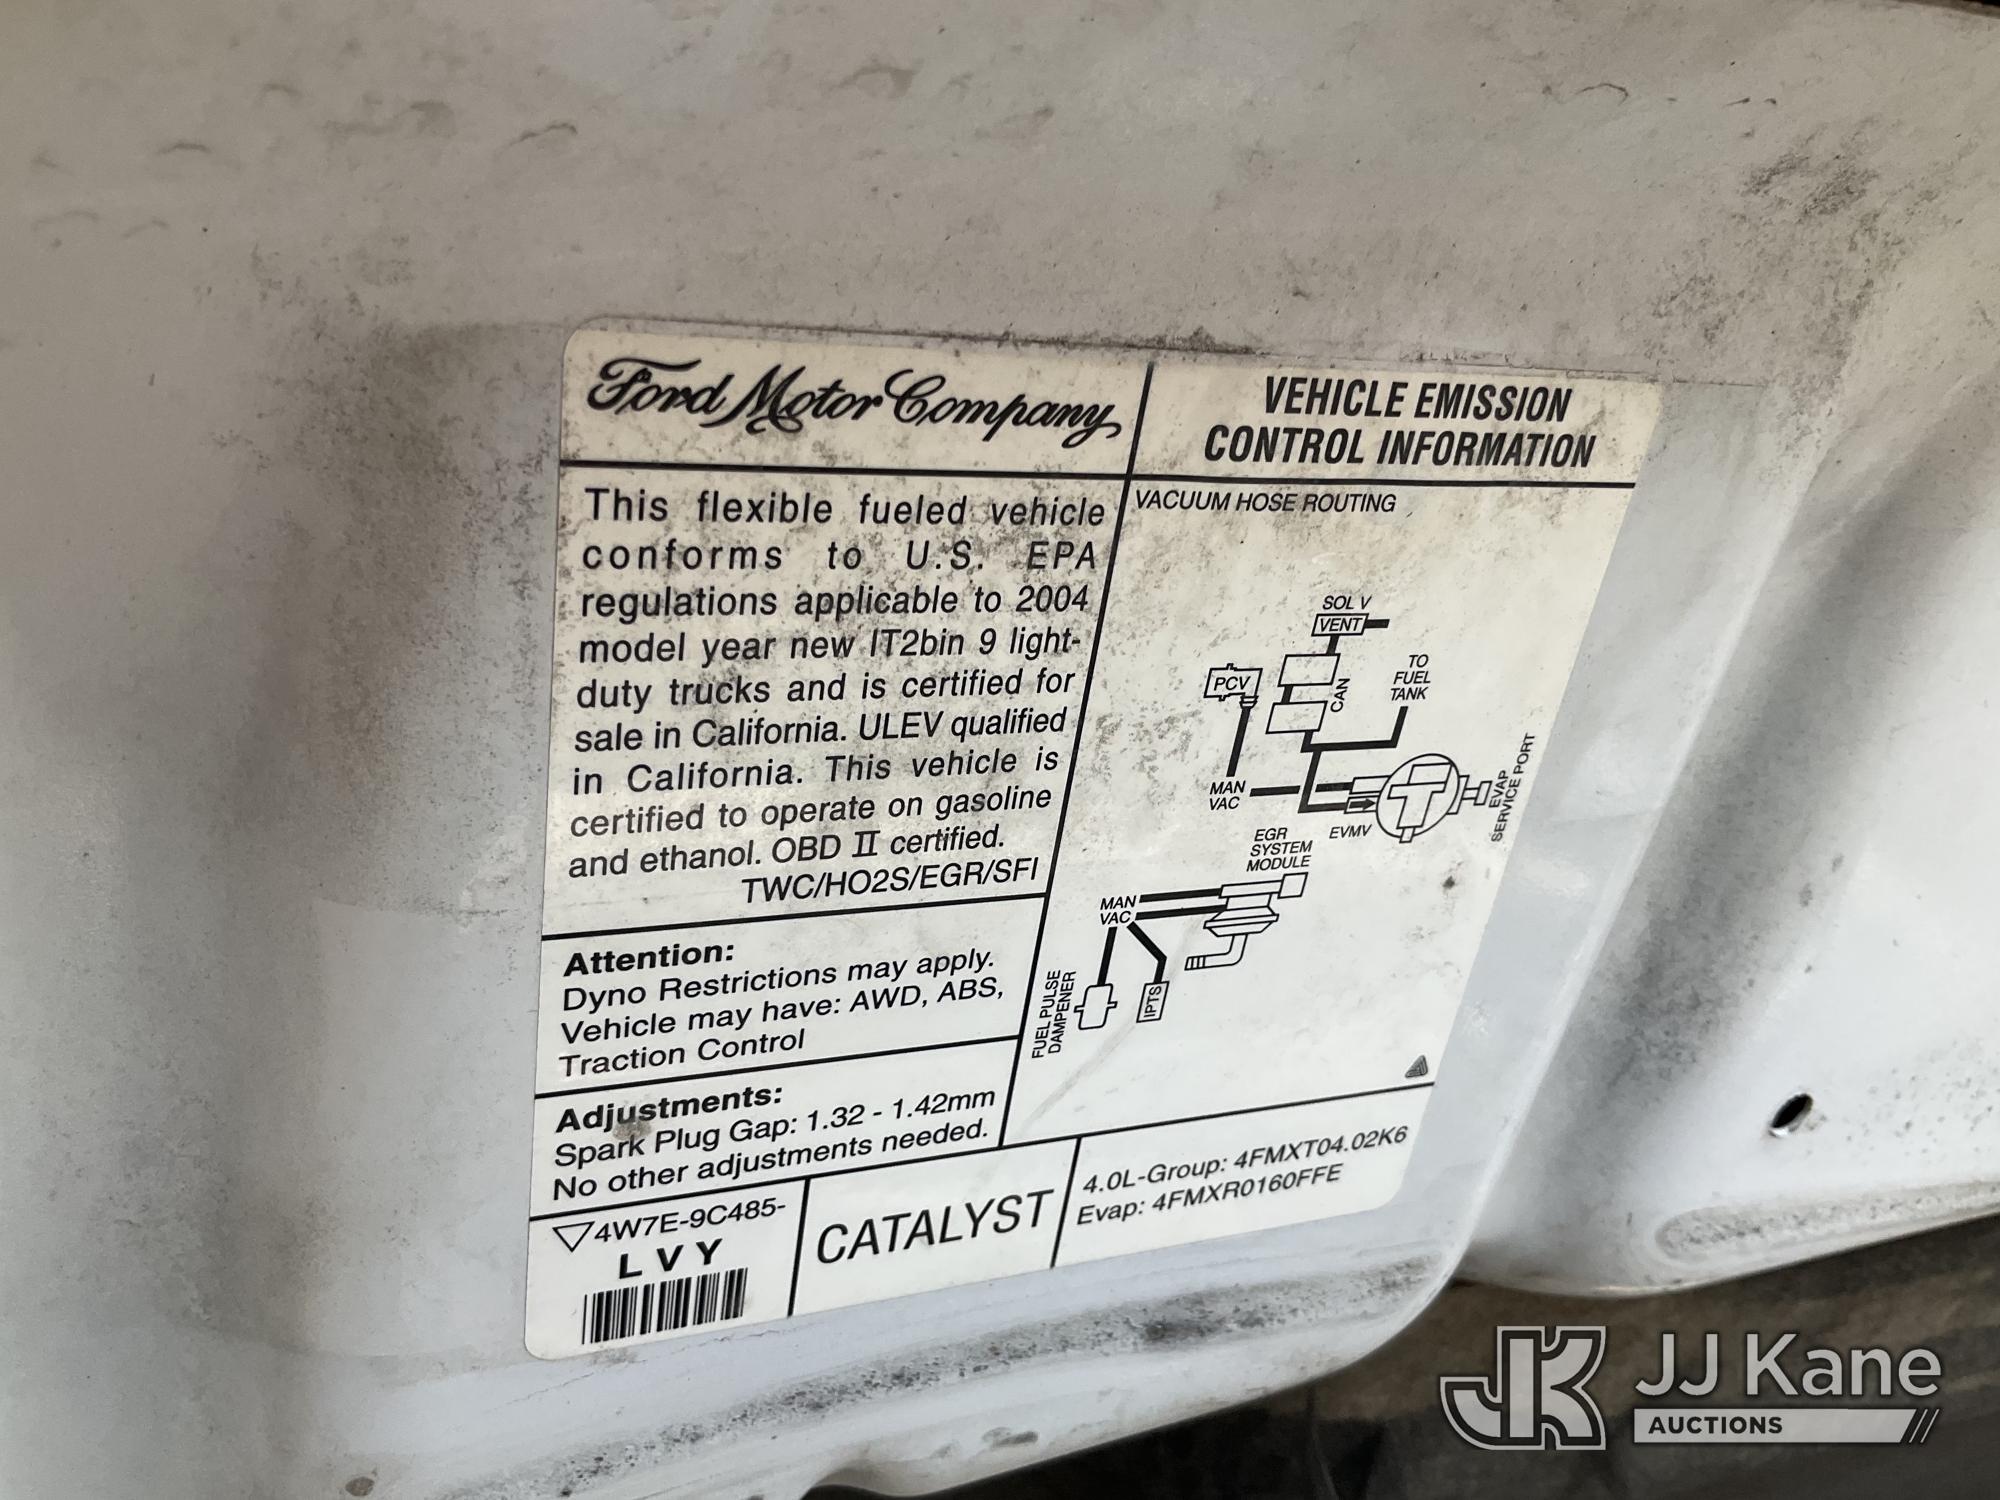 Ford Motor Company
VEHICLE EMISSION
CONTROL INFORMATION
This flexible fueled vehicle
conforms to U.S. EPA
regulations applicable to 2004
model year new IT2bin 9 light-
duty trucks and is certified for
sale in California. ULEV qualified
in California. This vehicle is
certified to operate on gasoline
and ethanol. OBD II certified.
TWC/HO2S/EGR/SFI
Attention:
Dyno Restrictions may apply.
Vehicle may have: AWD, ABS,
Traction Control
Adjustments:
Spark Plug Gap: 1.32 - 1.42mm
No other adjustments needed.
VACUUM HOSE ROUTING
SOL V
VENT
PCV
CAN
TO
FUEL
TANK
MAN
VAC
EVMV
EVAP
SERVICE PORT
EGR
SYSTEM
MODULE
MAN
VAC
FUEL PULSE
DAMPENER
IPTS
4W7E-9C485-
LVY
CATALYST
4.0L-Group: 4FMXT04.02K6
Evap: 4FMXR0160FFE
JK
JJ Kane
AUCTIONS